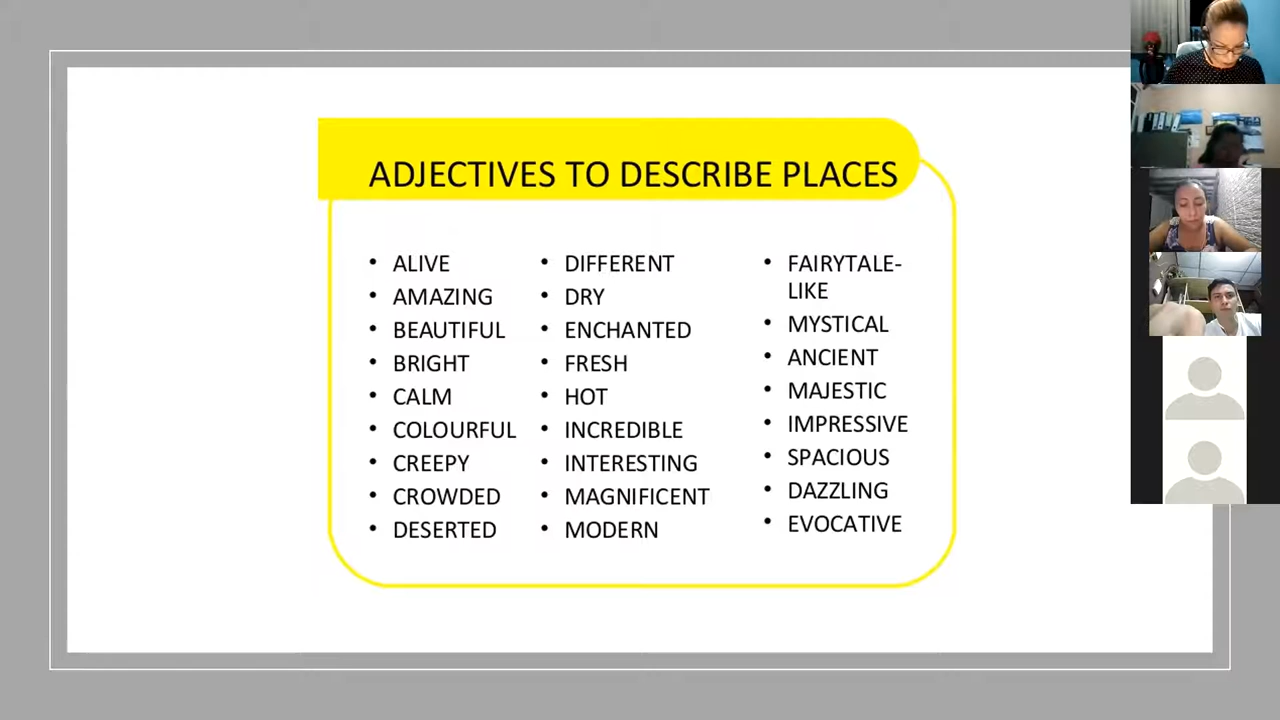 ADJECTIVES TO DESCRIBE PLACES
• ALIVE
• AMAZING
• BEAUTIFUL
• BRIGHT
• CALM
• COLOURFUL
• CREEPY
• CROWDED
• DESERTED
• DIFFERENT
• DRY
• ENCHANTED
• FRESH
• HOT
• INCREDIBLE
• INTERESTING
• MAGNIFICENT
• MODERN
• FAIRYTALE-
LIKE
• MYSTICAL
• ANCIENT
• MAJESTIC
• IMPRESSIVE
• SPACIOUS
• DAZZLING
• EVOCATIVE